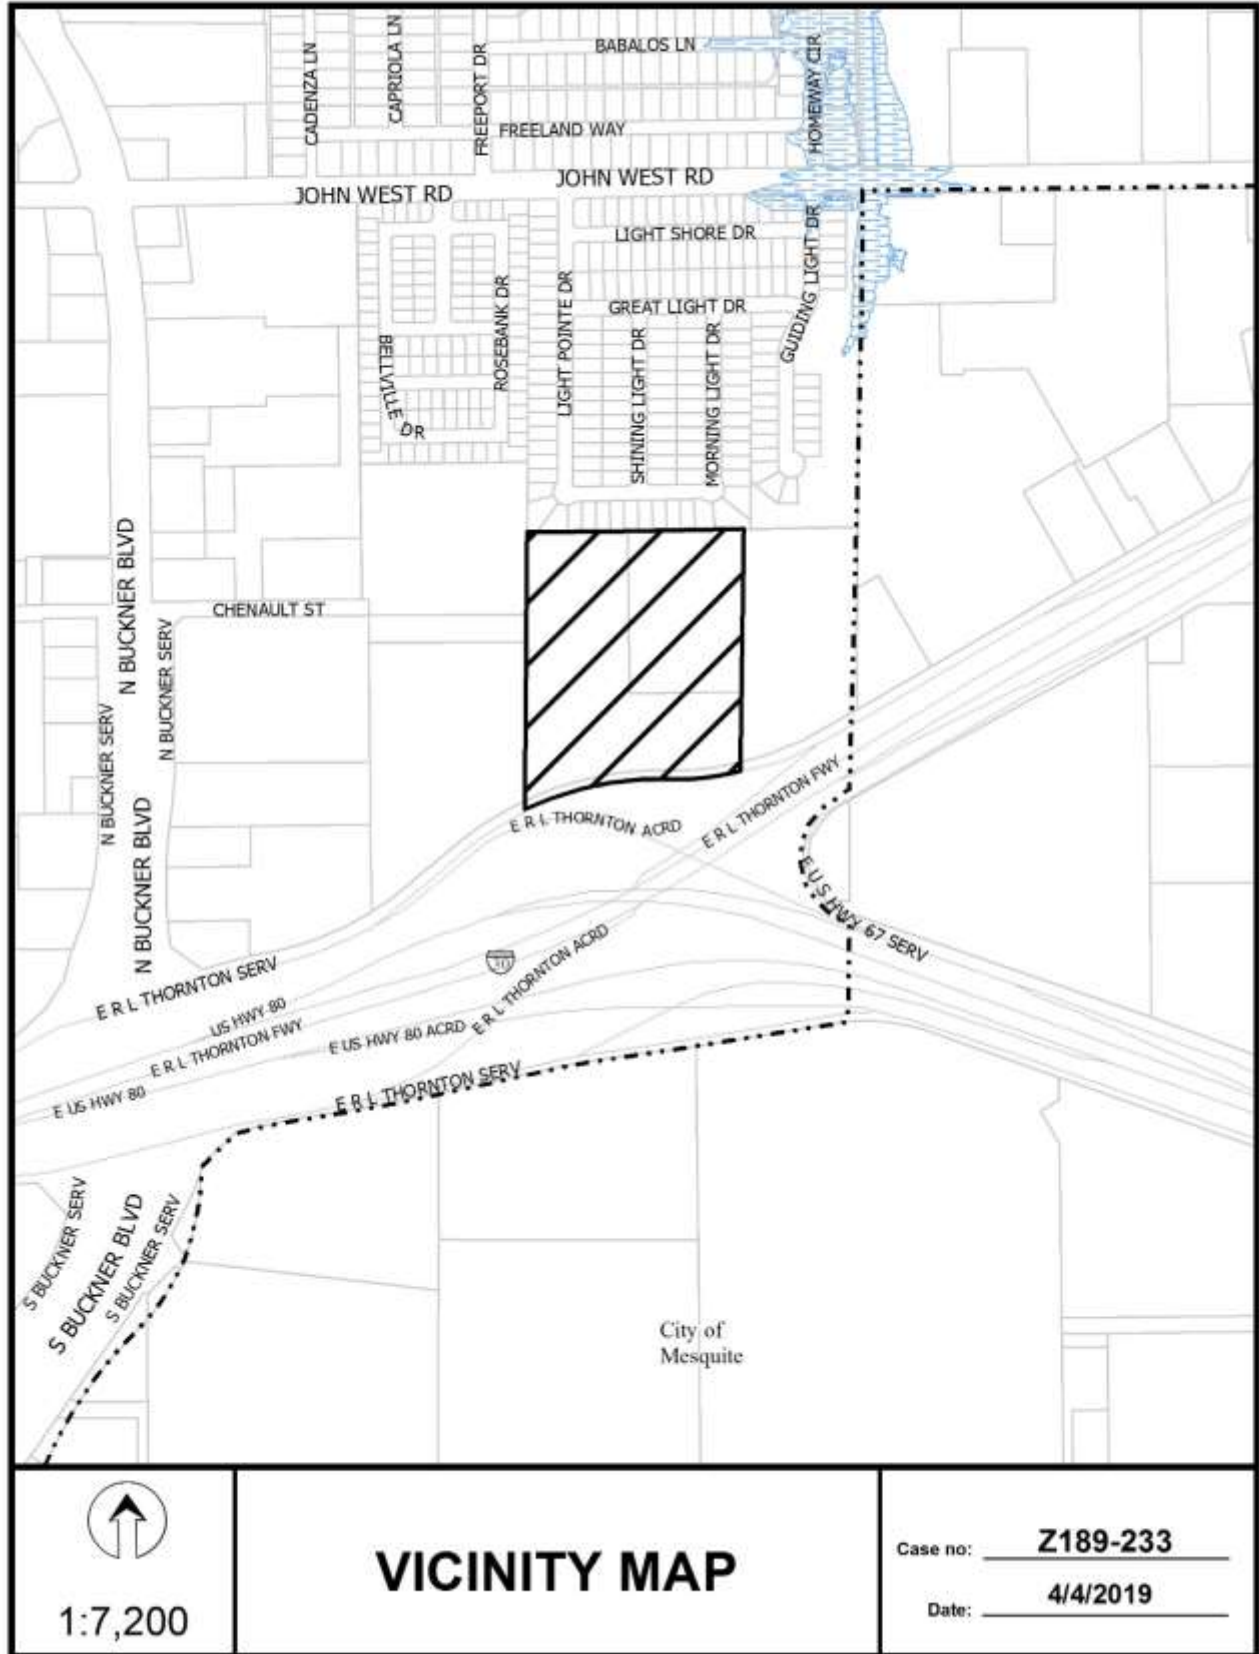 BABALOS LN
CADENZA LN
CAPRIOLA LN
FREEPORT DR
HOMEWAY CIR
FREELAND WAY
JOHN WEST RD
JOHN WEST RD
LIGHT SHORE DR
GUIDING LIGHT DR
GREAT LIGHT DR
ROSEBANK DR
LIGHT POINTE DR
BELLVILLE DR
SHINING LIGHT DR
MORNING LIGHT DR
N BUCKNER BLVD
CHENAULT ST
N BUCKNER SERV
N BUCKNER SERV
N BUCKNER BLVD
E R L THORNTON ACRD
E R L THORNTON FWY
E U S HWY 67 SERV
E R L THORNTON SERV
30
E R L THORNTON ACRD
US HWY 80
E R L THORNTON FWY
E US HWY 80 ACRD
E US HWY 80
E R L THORNTON SERV
S BUCKNER SERV
S BUCKNER BLVD
S BUCKNER SERV
City of
Mesquite
1:7,200
VICINITY MAP
Case no: Z189-233
Date: 4/4/2019